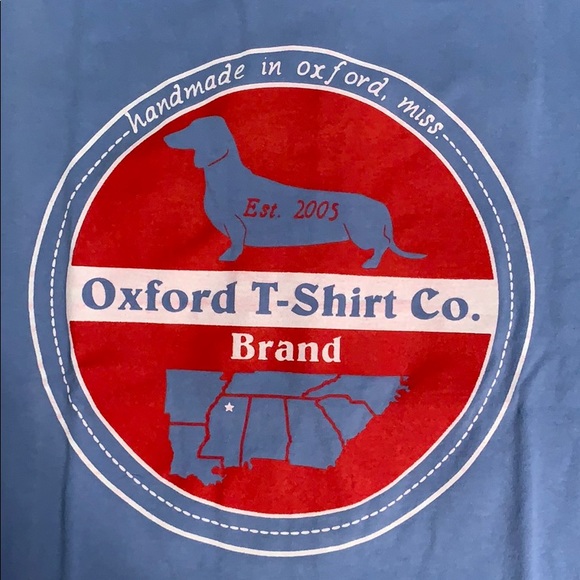 handmade in oxford, miss.
Est. 2005
Oxford T-Shirt Co.
Brand